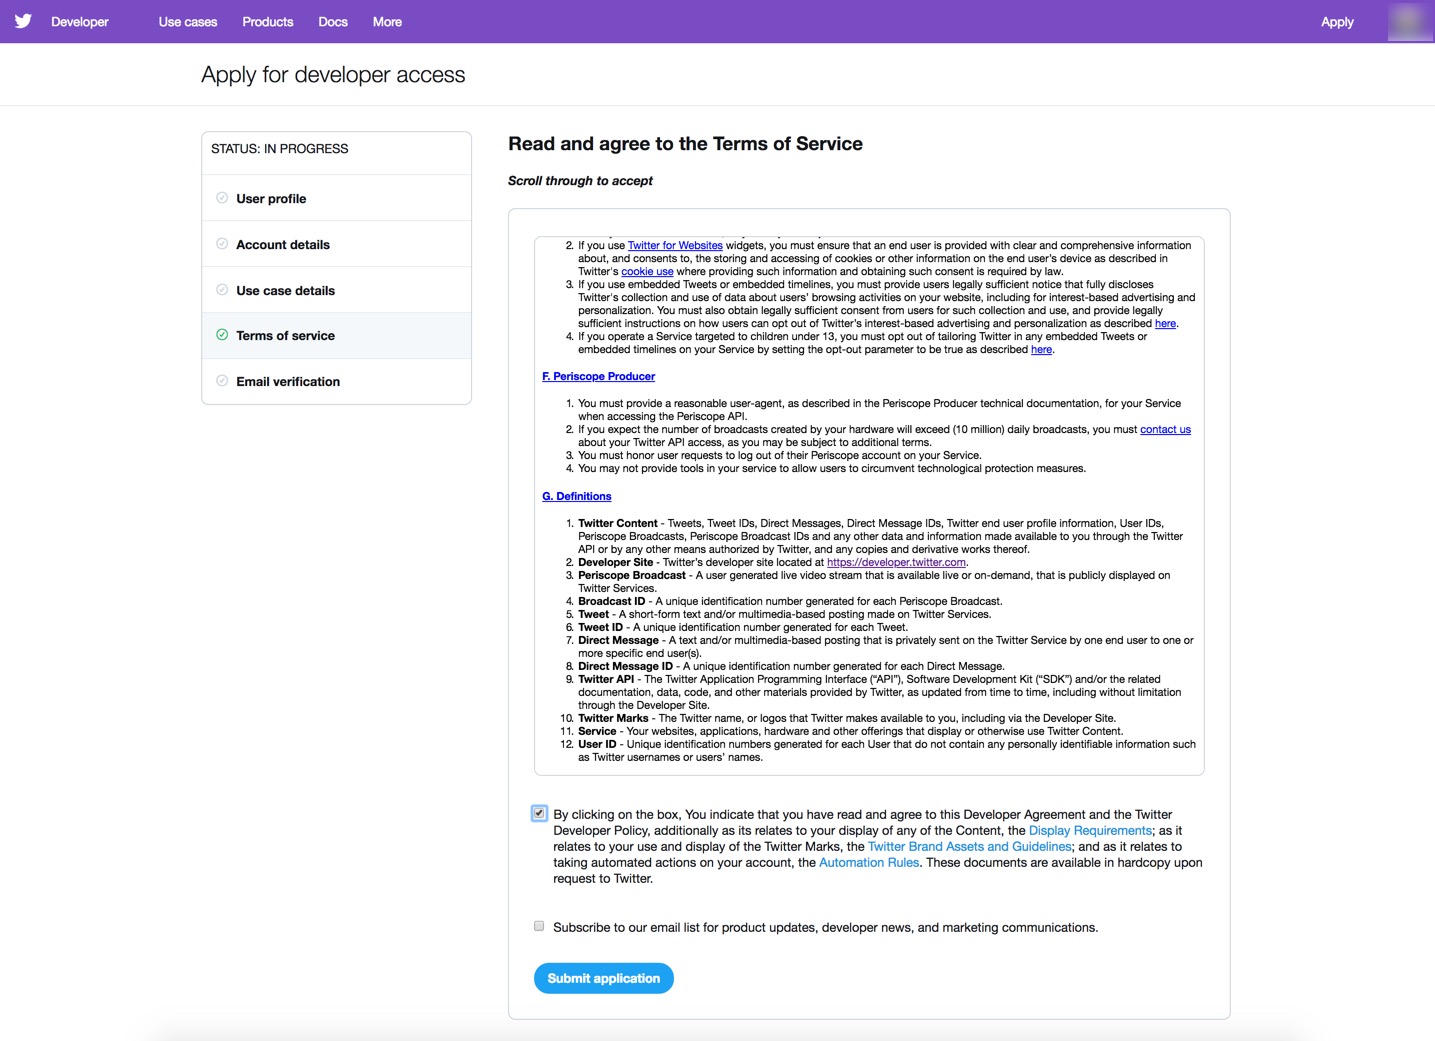 Developer
Use cases
Products
Docs
More
Apply
Apply for developer access
STATUS: IN PROGRESS
User profile
Account details
Use case details
Terms of service
Email verification
Read and agree to the Terms of Service
Scroll through to accept
2. If you use Twitter for Websites widgets, you must ensure that an end user is provided with clear and comprehensive information
about, and consents to, the storing and accessing of cookies or other information on the end user's device as described in
Twitter's cookie use where providing such information and obtaining such consent is required by law.
3. If you use embedded Tweets or embedded timelines, you must provide users legally sufficient notice that fully discloses
Twitter's collection and use of data about users' browsing activities on your website, including for interest-based advertising and
personalization. You must also obtain legally sufficient consent from users for such collection and use, and provide legally
sufficient instructions on how users can opt out of Twitter's interest-based advertising and personalization as described here.
4. If you operate a Service targeted to children under 13, you must opt out of tailoring Twitter in any embedded Tweets or
embedded timelines on your Service by setting the opt-out parameter to be true as described here.
F. Periscope Producer
1. You must provide a reasonable user-agent, as described in the Periscope Producer technical documentation, for your Service
when accessing the Periscope API.
2. If you expect the number of broadcasts created by your hardware will exceed (10 million) daily broadcasts, you must contact us
about your Twitter API access, as you may be subject to additional terms.
3. You must honor user requests to log out of their Periscope account on your Service.
4. You may not provide tools in your service to allow users to circumvent technological protection measures.
G. Definitions
1. Twitter Content - Tweets, Tweet IDs, Direct Messages, Direct Message IDs, Twitter end user profile information, User IDs,
Periscope Broadcasts, Periscope Broadcast IDs and any other data and information made available to you through the Twitter
API or by any other means authorized by Twitter, and any copies and derivative works thereof.
2. Developer Site - Twitter's developer site located at https://developer.twitter.com.
3. Periscope Broadcast - A user generated live video stream that is available live or on-demand, that is publicly displayed on
Twitter Services.
4. Broadcast ID - A unique identification number generated for each Periscope Broadcast.
5. Tweet - A short-form text and/or multimedia-based posting made on Twitter Services.
6. Tweet ID - A unique identification number generated for each Tweet.
7. Direct Message - A text and/or multimedia-based posting that is privately sent on the Twitter Service by one end user to one or
more specific end user(s).
8. Direct Message ID - A unique identification number generated for each Direct Message.
9. Twitter API - The Twitter Application Programming Interface (“API”), Software Development Kit (“SDK”) and/or the related
documentation, data, code, and other materials provided by Twitter, as updated from time to time, including without limitation
through the Developer Site.
10. Twitter Marks - The Twitter name, or logos that Twitter makes available to you, including via the Developer Site.
11. Service - Your websites, applications, hardware and other offerings that display or otherwise use Twitter Content.
12. User ID - Unique identification numbers generated for each User that do not contain any personally identifiable information such
as Twitter usernames or users' names.
By clicking on the box, You indicate that you have read and agree to this Developer Agreement and the Twitter
Developer Policy, additionally as its relates to your display of any of the Content, the Display Requirements; as it
relates to your use and display of the Twitter Marks, the Twitter Brand Assets and Guidelines; and as it relates to
taking automated actions on your account, the Automation Rules. These documents are available in hardcopy upon
request to Twitter.
Subscribe to our email list for product updates, developer news, and marketing communications.
Submit application